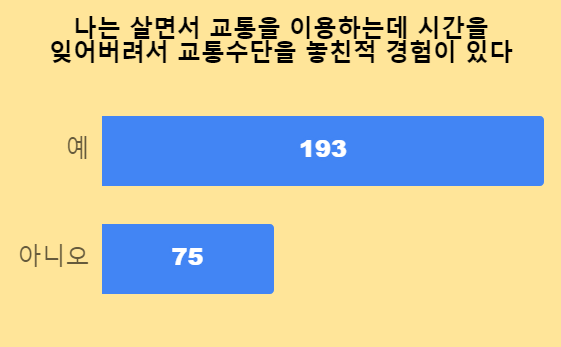 나는 살면서 교통을 이용하는데 시간을
잊어버려서 교통수단을 놓친적 경험이 있다
예
193
아니오
75